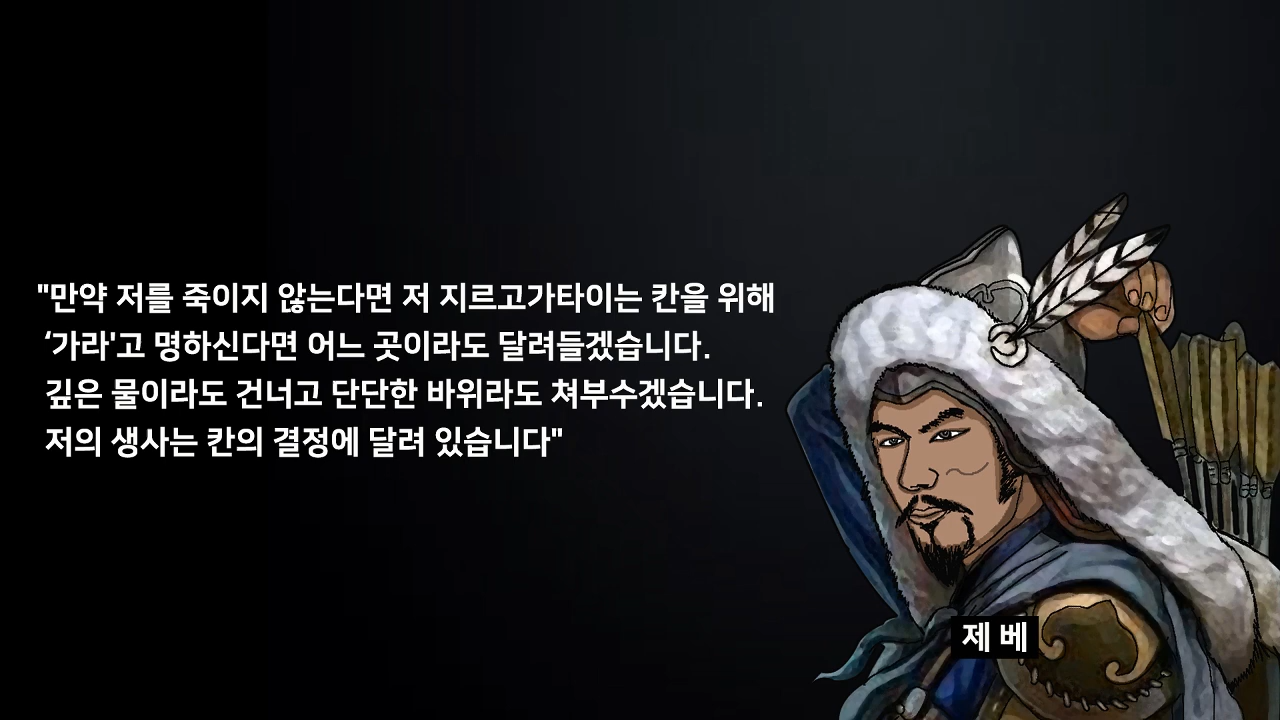 "만약 저를 죽이지 않는다면 저 지르고가타이는 칸을 위해
‘가라'고 명하신다면 어느 곳이라도 달려들겠습니다.
깊은 물이라도 건너고 단단한 바위라도 쳐부수겠습니다.
저의 생사는 칸의 결정에 달려 있습니다"
제 베